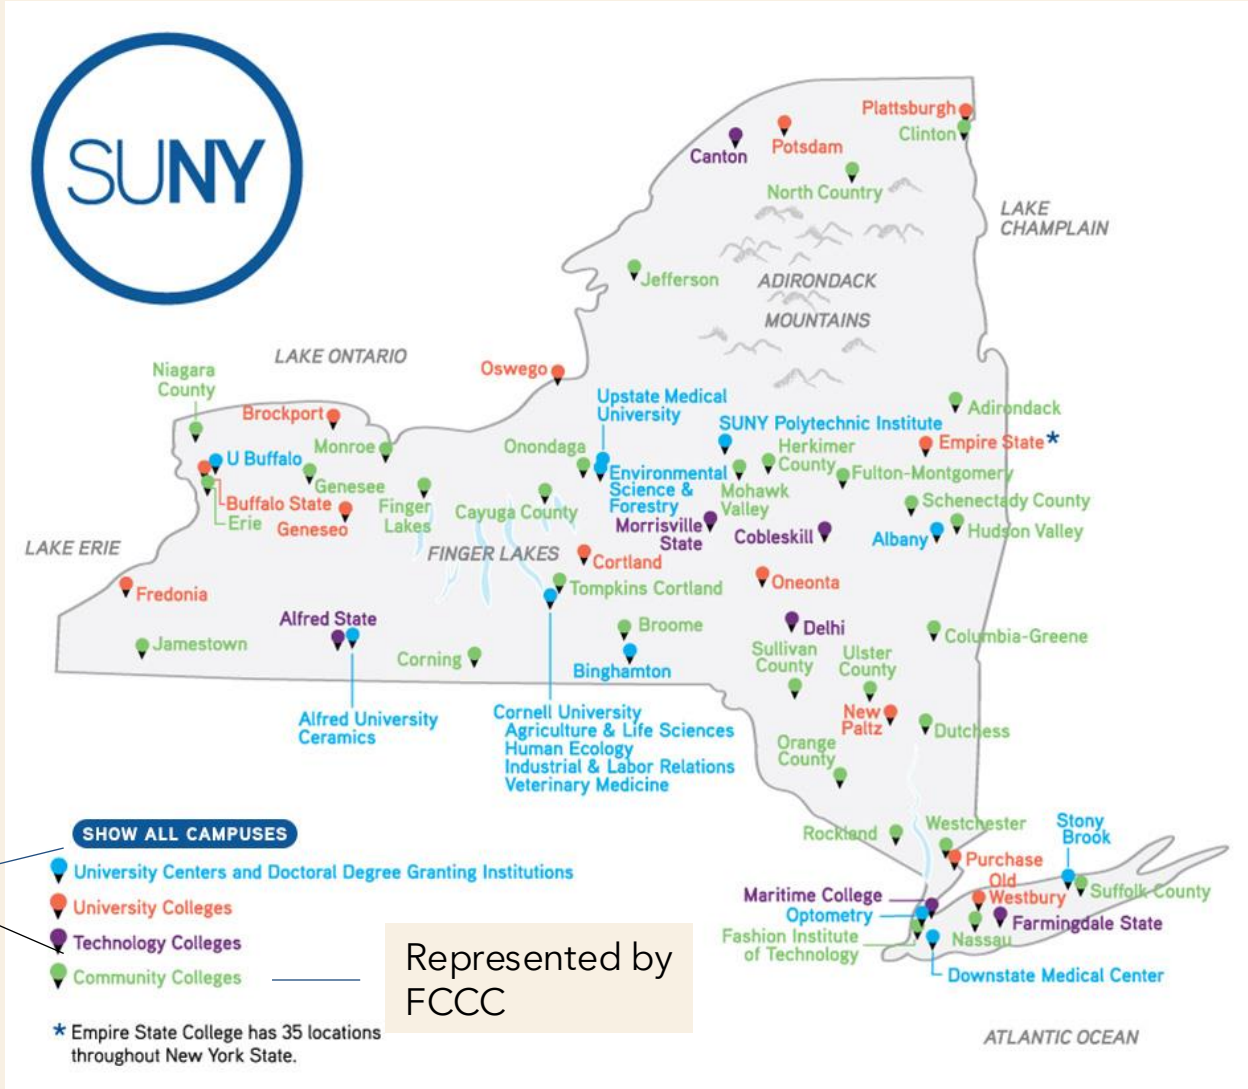 SUNY
Plattsburgh
Clinton
Potsdam
Canton
North Country
LAKE
CHAMPLAIN
Jefferson
ADIRONDACK
MOUNTAINS
LAKE ONTARIO
Niagara
County
Oswego
Upstate Medical
University
SUNY Polytechnic Institute
Adirondack
Brockport
Empire State*
Monroe
Onondaga
Herkimer
County
U Buffalo
Environmental
Science &
Forestry
Fulton-Montgomery
Genesee
Mohawk
Valley
Buffalo State
Erie
Finger
Lakes
Cayuga County
Schenectady County
Geneseo
Morrisville
State
Cobleskill
Albany
Hudson Valley
LAKE ERIE
FINGER LAKES
Cortland
Oneonta
Fredonia
Tompkins Cortland
Alfred State
Broome
Delhi
Columbia-Greene
Jamestown
Corning
Binghamton
Sullivan
County
Ulster
County
Alfred University
Ceramics
Cornell University
Agriculture & Life Sciences
Human Ecology
Industrial & Labor Relations
Veterinary Medicine
New
Paltz
Dutchess
Orange
County
Rockland
Westchester
Stony
Brook
Purchase
Old
Westbury
Suffolk County
Maritime College
Optometry
Fashion Institute
of Technology
Nassau
Farmingdale State
Downstate Medical Center
ATLANTIC OCEAN
SHOW ALL CAMPUSES
University Centers and Doctoral Degree Granting Institutions
University Colleges
Technology Colleges
Community Colleges
Represented by
FCCC
* Empire State College has 35 locations
throughout New York State.